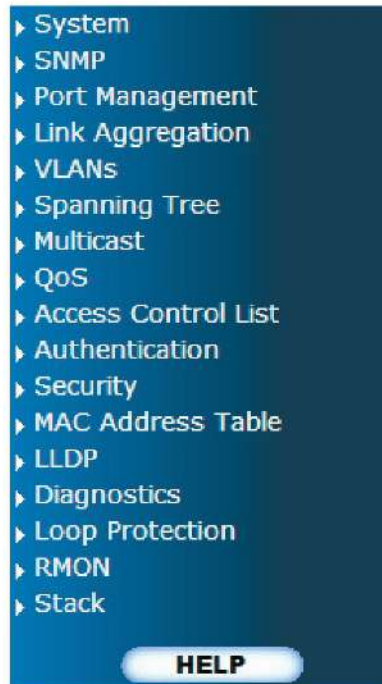 System
SNMP
Port Management
Link Aggregation
VLANs
Spanning Tree
Multicast
QoS
Access Control List
Authentication
Security
MAC Address Table
LLDP
Diagnostics
Loop Protection
RMON
Stack
HELP